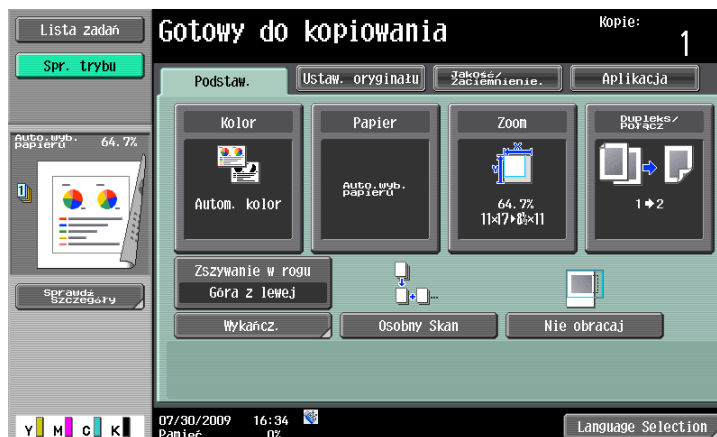 Lista zadań
Gotowy do kopiowania
Kopie:
1
Spr. trybu
Podstaw.
Ustaw. oryginału
Jakość/
zaciemnienie.
Aplikacja
Auto.wyb.
papieru
64.7%
1
Kolor
Papier
Zoom
Dupleks/
Połącz
Autom. kolor
Auto.wyb.
papieru
64.7%
11×17▸8½×11
1➜2
Sprawdź
Szczegóły
Zszywanie w rogu
Góra z lewej
Wykańcz.
Osobny Skan
Nie obracaj
Y M C K
07/30/2009 16:34
Pamięć 0%
Language Selection